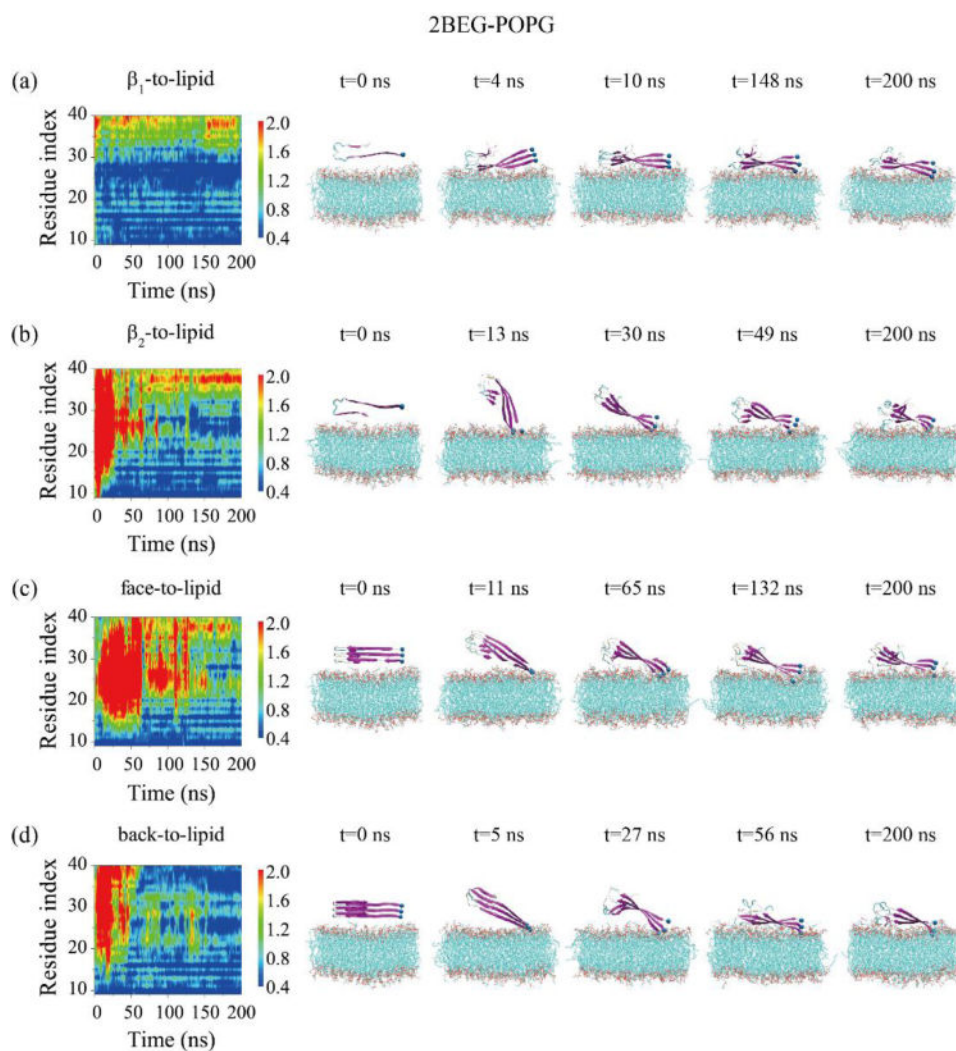 2BEG-POPG
(a) β₁-to-lipid t=0 ns t=4 ns t=10 ns t=148 ns t=200 ns
40
30
20
10
Residue index
2.0
1.6
1.2
0.8
0.4
0 50 100 150 200
Time (ns)
(b) β₂-to-lipid t=0 ns t=13 ns t=30 ns t=49 ns t=200 ns
40
30
20
10
Residue index
2.0
1.6
1.2
0.8
0.4
0 50 100 150 200
Time (ns)
(c) face-to-lipid t=0 ns t=11 ns t=65 ns t=132 ns t=200 ns
40
30
20
10
Residue index
2.0
1.6
1.2
0.8
0.4
0 50 100 150 200
Time (ns)
(d) back-to-lipid t=0 ns t=5 ns t=27 ns t=56 ns t=200 ns
40
30
20
10
Residue index
2.0
1.6
1.2
0.8
0.4
0 50 100 150 200
Time (ns)